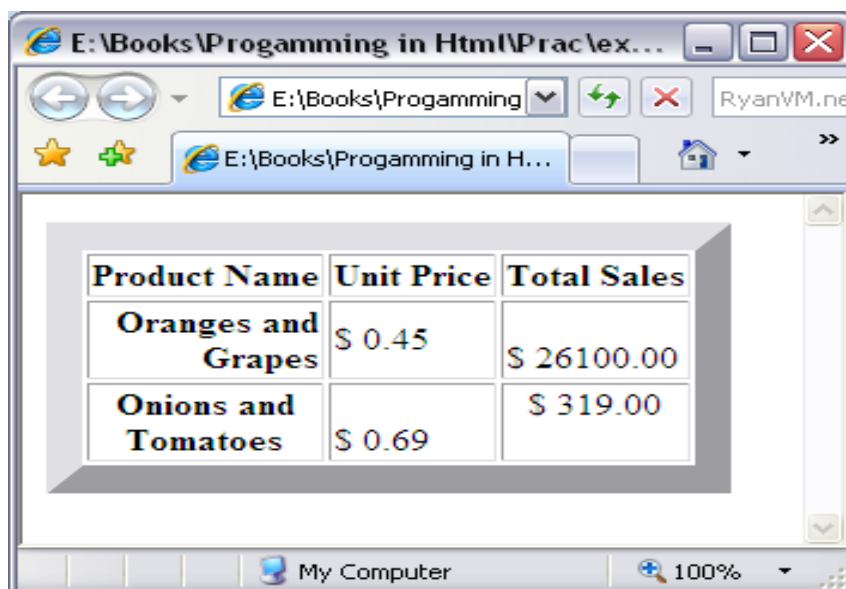 E:\Books\Progamming in Html\Prac\ex...
E:\Books\Progamming
RyanVM.ne
E:\Books\Progamming in H...
»
Product Name Unit Price Total Sales
Oranges and
Grapes
$ 0.45
$ 26100.00
Onions and
Tomatoes
$ 0.69
$ 319.00
My Computer
100%